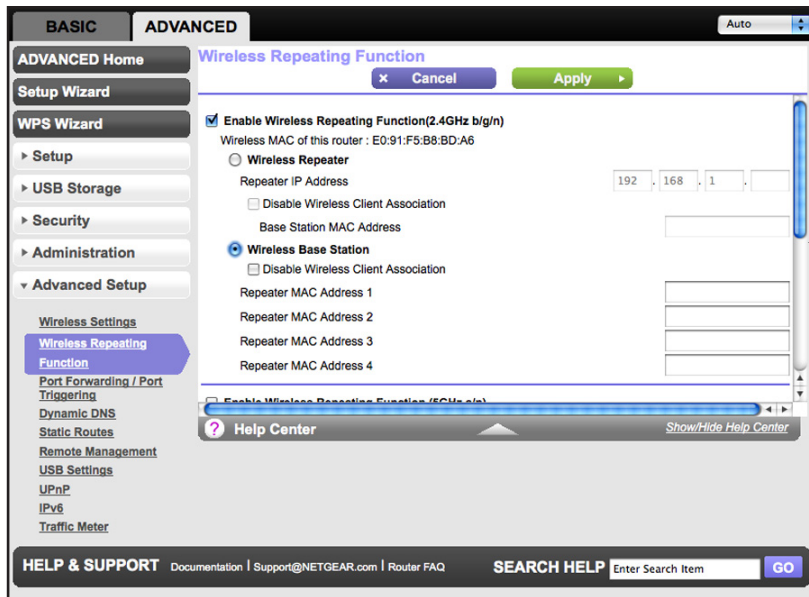 BASIC
ADVANCED
Auto
ADVANCED Home
Setup Wizard
WPS Wizard
Setup
USB Storage
Security
Administration
Advanced Setup
Wireless Settings
Wireless Repeating
Function
Port Forwarding / Port
Triggering
Dynamic DNS
Static Routes
Remote Management
USB Settings
UPnP
IPv6
Traffic Meter
Wireless Repeating Function
× Cancel
Apply
Enable Wireless Repeating Function(2.4GHz b/g/n)
Wireless MAC of this router : E0:91:F5:B8:BD:A6
Wireless Repeater
Repeater IP Address 192 . 168 . 1 .
Disable Wireless Client Association
Base Station MAC Address
Wireless Base Station
Disable Wireless Client Association
Repeater MAC Address 1
Repeater MAC Address 2
Repeater MAC Address 3
Repeater MAC Address 4
Enable Wireless Repeating Function (5GHz a/n)
? Help Center
Show/Hide Help Center
HELP & SUPPORT Documentation | Support@NETGEAR.com | Router FAQ
SEARCH HELP Enter Search Item GO